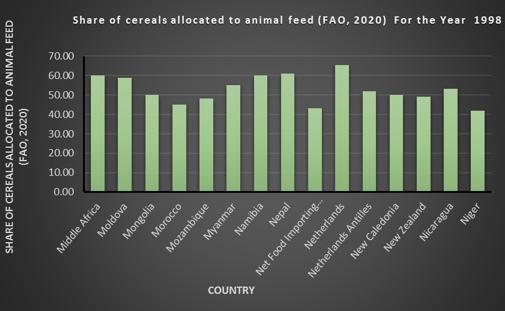 Share of cereals allocated to animal feed (FAO, 2020) For the Year 1998
SHARE OF CEREALS ALLOCATED TO ANIMAL FEED
(FAO, 2020)
70.00
60.00
50.00
40.00
30.00
20.00
10.00
0.00
Middle Africa
Moldova
Mongolia
Morocco
Mozambique
Myanmar
Namibia
Nepal
Net Food Importing...
Netherlands
Netherlands Antilles
New Caledonia
New Zealand
Nicaragua
Niger
COUNTRY